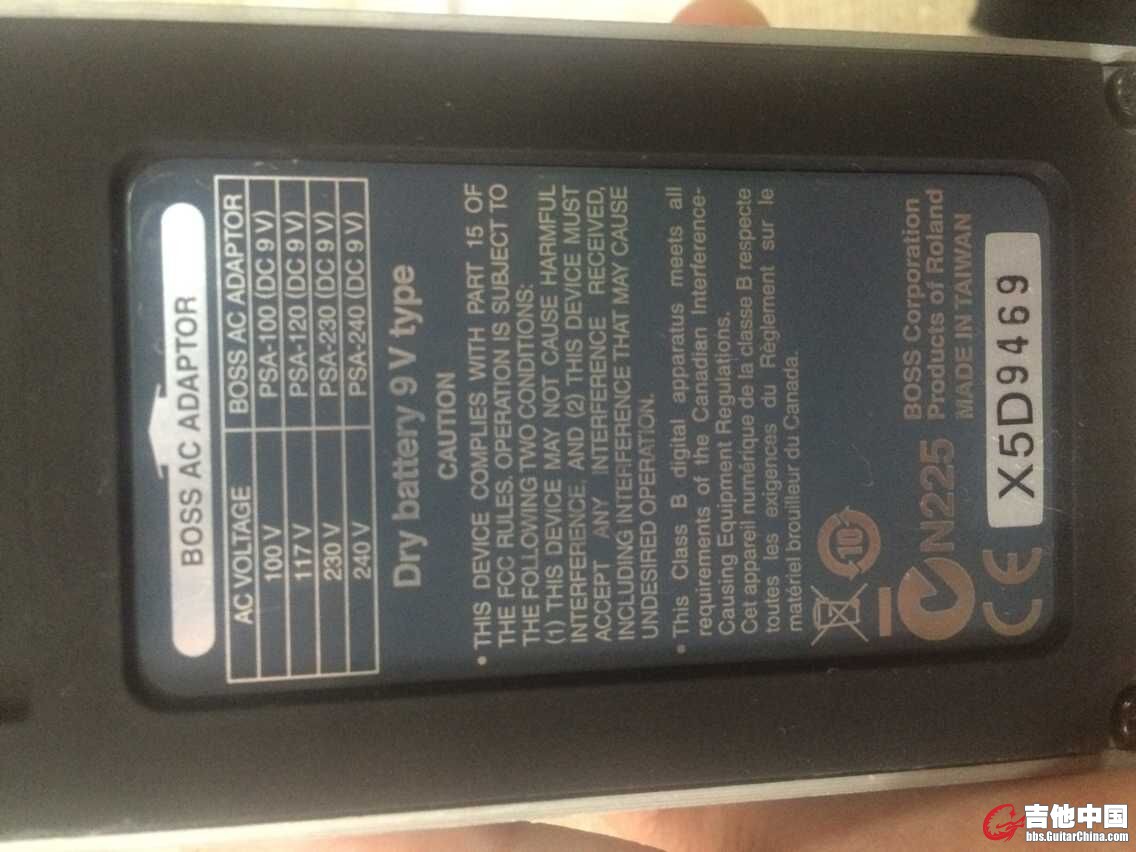 BOSS AC ADAPTOR
AC VOLTAGE BOSS AC ADAPTOR
100 V PSA-100 (DC 9 V)
117 V PSA-120 (DC 9 V)
230 V PSA-230 (DC 9 V)
240 V PSA-240 (DC 9 V)
Dry battery 9 V type
CAUTION
• THIS DEVICE COMPLIES WITH PART 15 OF
THE FCC RULES. OPERATION IS SUBJECT TO
THE FOLLOWING TWO CONDITIONS:
(1) THIS DEVICE MAY NOT CAUSE HARMFUL
INTERFERENCE, AND (2) THIS DEVICE MUST
ACCEPT ANY INTERFERENCE RECEIVED,
INCLUDING INTERFERENCE THAT MAY CAUSE
UNDESIRED OPERATION.
• This Class B digital apparatus meets all
requirements of the Canadian Interference-
Causing Equipment Regulations.
Cet appareil numérique de la classe B respecte
toutes les exigences du Règlement sur le
matériel brouilleur du Canada.
10
N225
BOSS Corporation
Products of Roland
MADE IN TAIWAN
CE
X5D9469
吉他中国
bbs.GuitarChina.com